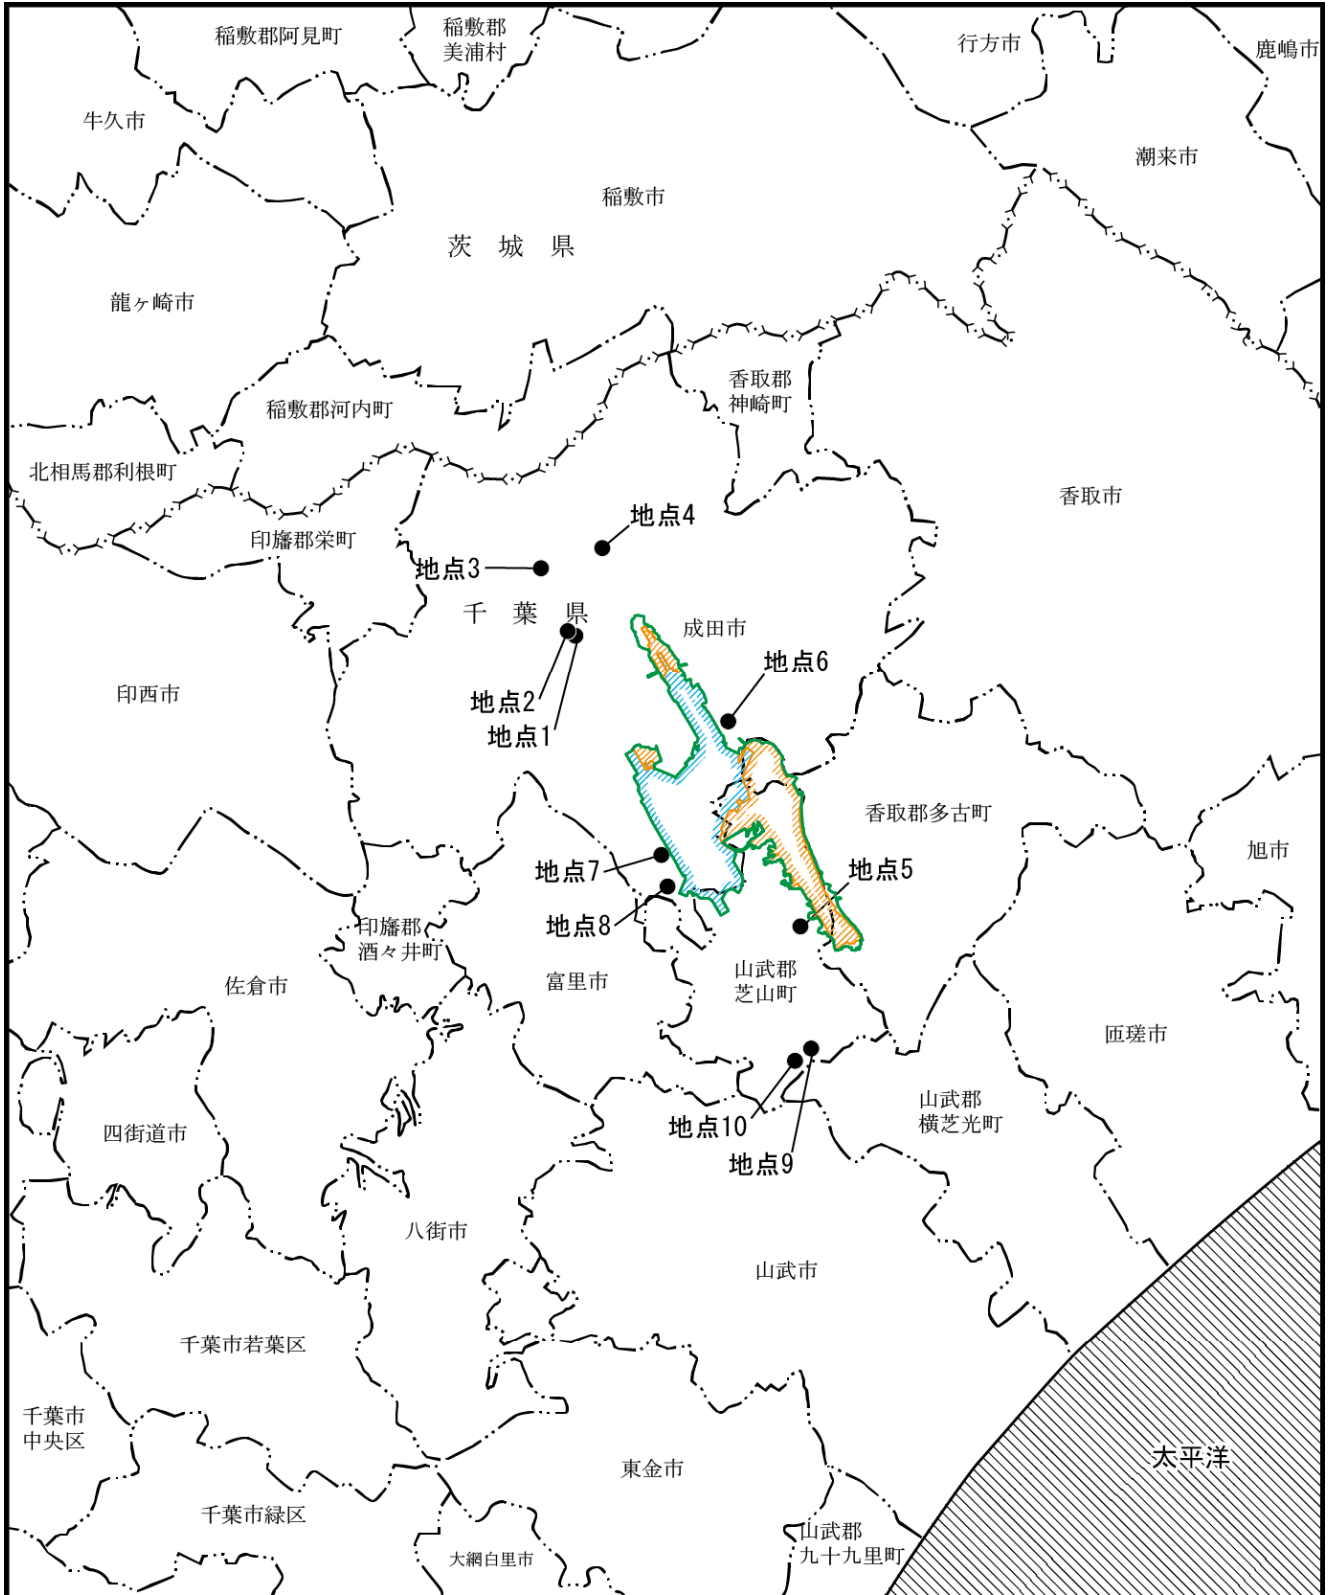 稲敷郡阿見町
稲敷郡
美浦村
行方市
鹿嶋市
牛久市
潮来市
稲敷市
茨城県
龍ヶ崎市
香取郡
神崎町
稲敷郡河内町
北相馬郡利根町
香取市
印旛郡栄町
地点4
地点3
千葉県
成田市
地点6
印西市
地点2
地点1
香取郡多古町
旭市
地点7
地点5
地点8
印旛郡
酒々井町
山武郡
芝山町
富里市
佐倉市
匝瑳市
山武郡
横芝光町
四街道市
地点10
地点9
八街市
山武市
千葉市若葉区
千葉市
中央区
太平洋
東金市
千葉市緑区
山武郡
九十九里町
大網白里市